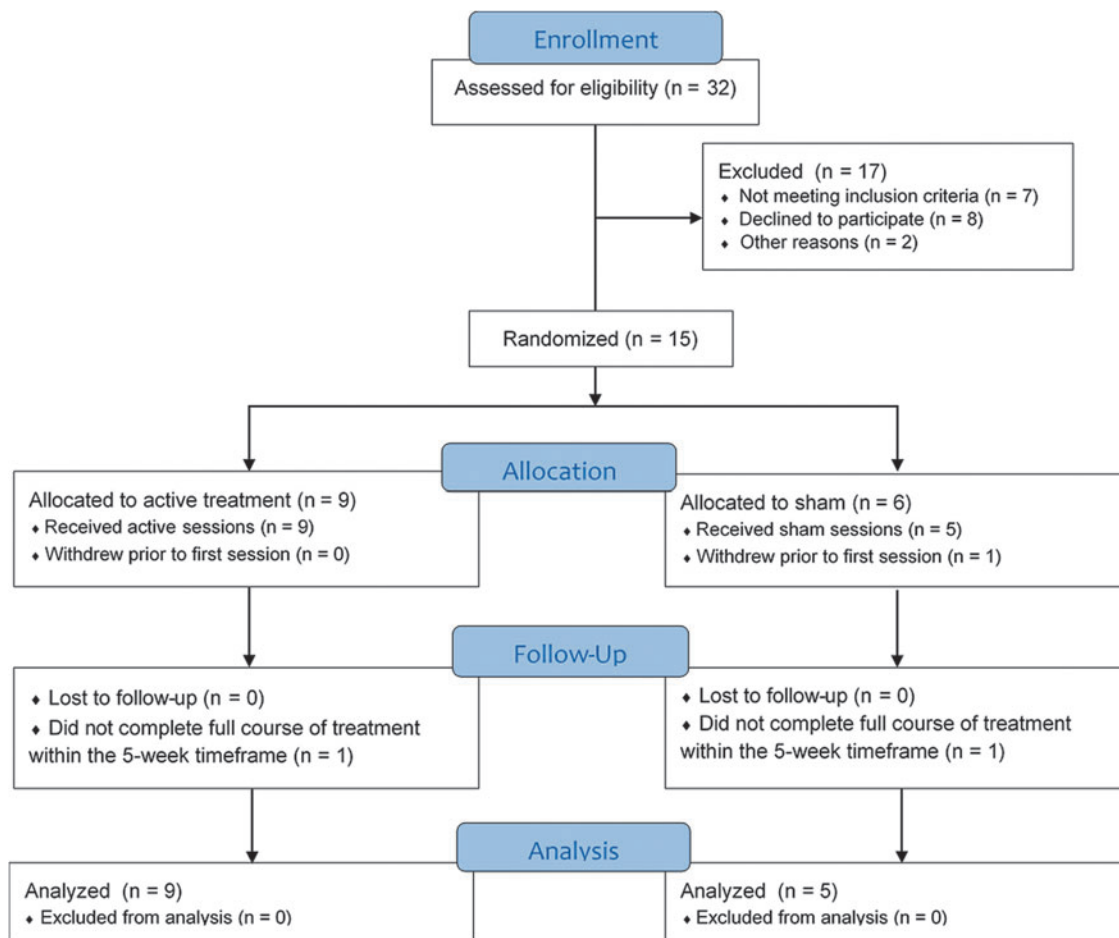 Enrollment
Assessed for eligibility (n = 32)
Excluded (n = 17)
♦ Not meeting inclusion criteria (n = 7)
♦ Declined to participate (n = 8)
♦ Other reasons (n = 2)
Randomized (n = 15)
Allocation
Allocated to active treatment (n = 9)
♦ Received active sessions (n = 9)
♦ Withdrew prior to first session (n = 0)
Allocated to sham (n = 6)
♦ Received sham sessions (n = 5)
♦ Withdrew prior to first session (n = 1)
Follow-Up
♦ Lost to follow-up (n = 0)
♦ Did not complete full course of treatment
within the 5-week timeframe (n = 1)
♦ Lost to follow-up (n = 0)
♦ Did not complete full course of treatment
within the 5-week timeframe (n = 1)
Analysis
Analyzed (n = 9)
♦ Excluded from analysis (n = 0)
Analyzed (n = 5)
♦ Excluded from analysis (n = 0)